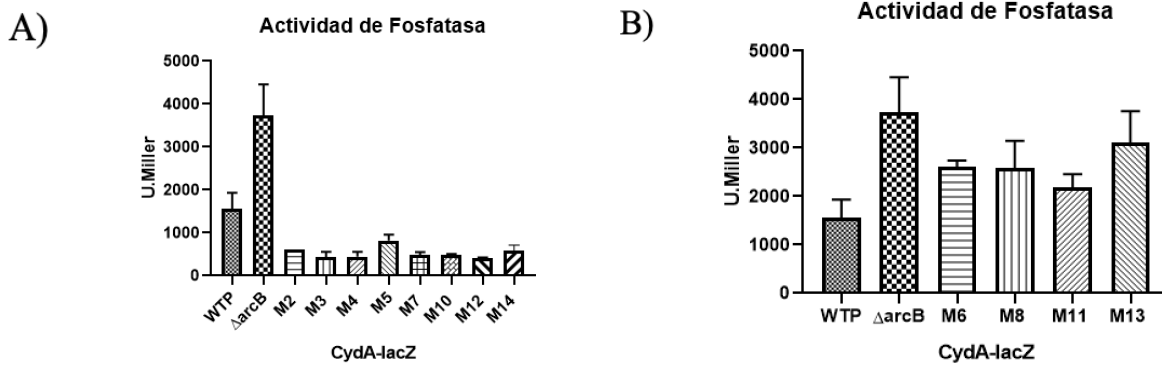 A)
Actividad de Fosfatasa
U.Miller
5000
4000
3000
2000
1000
0
WTP
ΔarcB
M2
M3
M4
M5
M7
M10
M12
M14
CydA-lacZ
B)
Actividad de Fosfatasa
U.Miller
5000
4000
3000
2000
1000
0
WTP ΔarcB M6 M8 M11 M13
CydA-lacZ